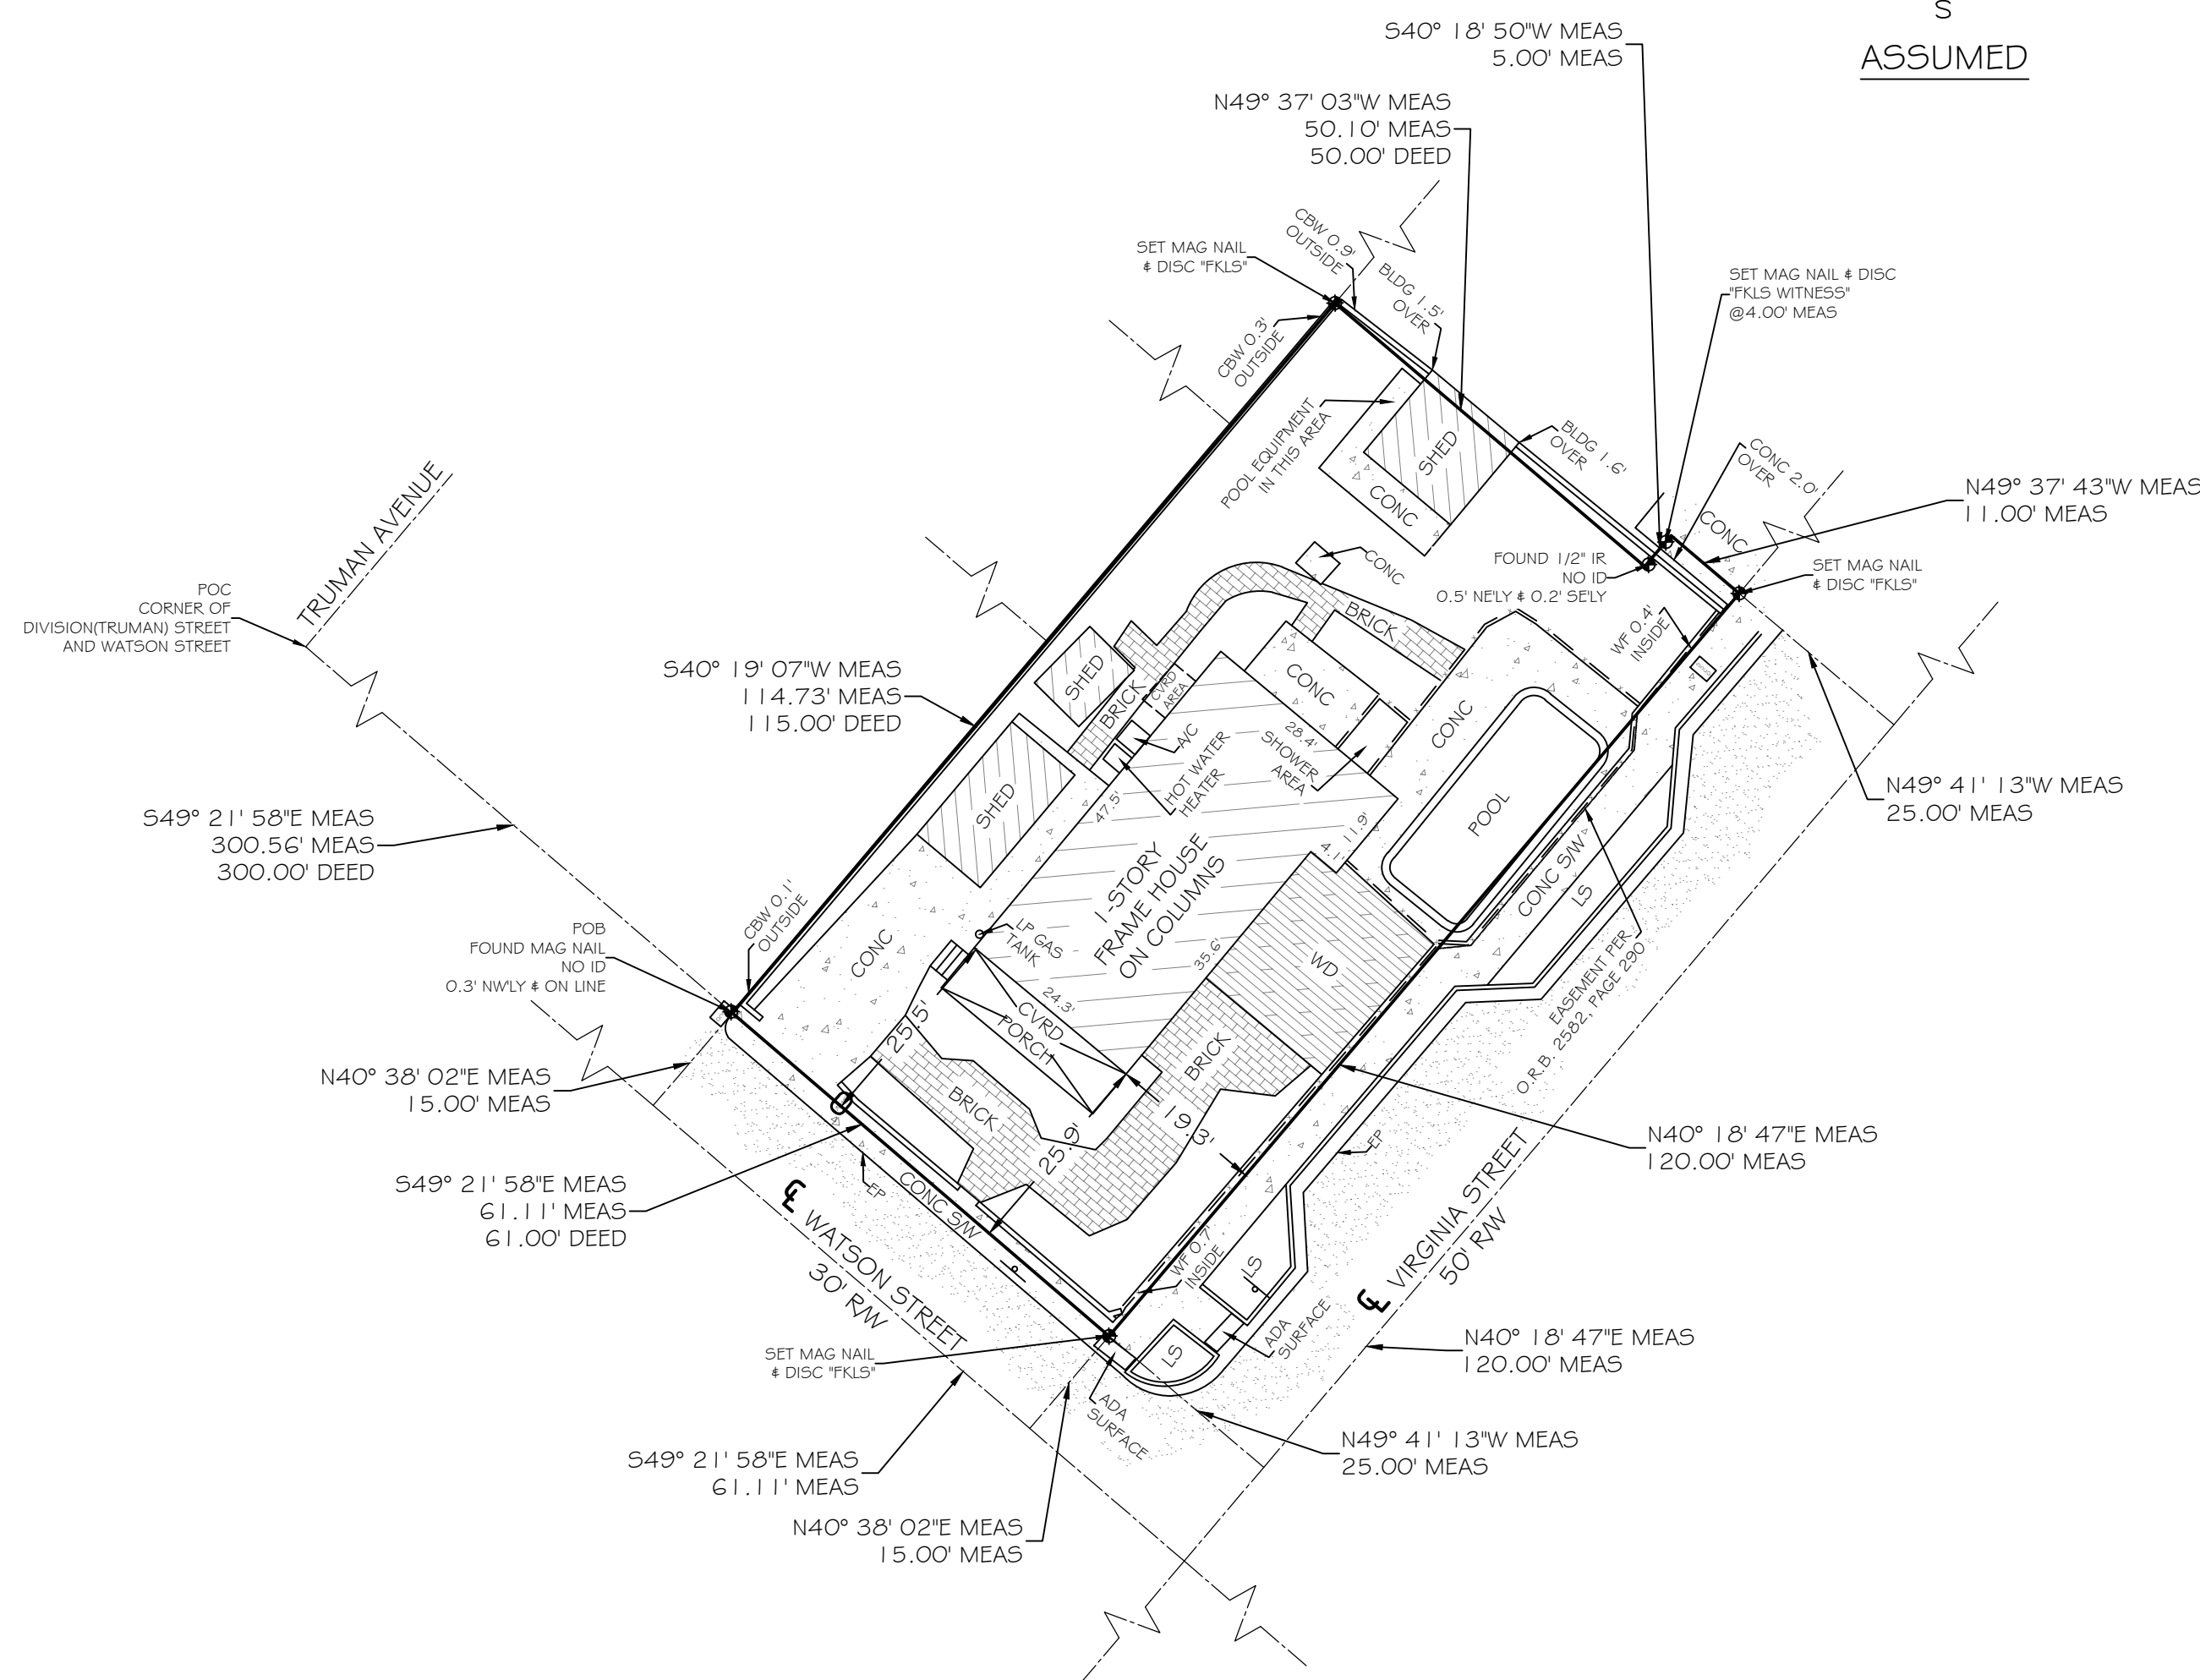 S
ASSUMED
S40° 18' 50"W MEAS
5.00' MEAS
N49° 37' 03"W MEAS
50.10' MEAS
50.00' DEED
SET MAG NAIL
& DISC "FKLS"
CBW 0.9'
OUTSIDE
BLDG 1.5'
OVER
SET MAG NAIL & DISC
"FKLS WITNESS"
@4.00' MEAS
CBW 0.3'
OUTSIDE
POOL EQUIPMENT
IN THIS AREA
SHED
CONC
BLDG 1.6'
OVER
CONC 2.0'
OVER
CONC
N49° 37' 43"W MEAS
11.00' MEAS
TRUMAN AVENUE
POC
CORNER OF
DIVISION(TRUMAN) STREET
AND WATSON STREET
FOUND 1/2" IR
NO ID
0.5' NE'LY & 0.2' SE'LY
SET MAG NAIL
& DISC "FKLS"
CONC
BRICK
WF 0.4'
INSIDE
S40° 19' 07"W MEAS
114.73' MEAS
115.00' DEED
SHED
BRICK
CVRD
AREA
CONC
CONC
A/C
28.4'
SHOWER
AREA
HOT WATER
HEATER
47.5'
N49° 41' 13"W MEAS
25.00' MEAS
S49° 21' 58"E MEAS
300.56' MEAS
300.00' DEED
SHED
POOL
11.9'
4.1'
1-STORY
FRAME HOUSE
ON COLUMNS
CONC S/W
LS
CBW 0.1'
OUTSIDE
CONC
LP GAS
TANK
35.6'
WD
POB
FOUND MAG NAIL
NO ID
0.3' NW'LY & ON LINE
EASEMENT PER
O.R.B. 2582, PAGE 290
24.3'
CVRD
PORCH
25.5'
BRICK
BRICK
N40° 38' 02"E MEAS
15.00' MEAS
25.9'
19.3'
EP
N40° 18' 47"E MEAS
120.00' MEAS
S49° 21' 58"E MEAS
61.11' MEAS
61.00' DEED
EP
CONC S/W
℄ WATSON STREET
30' R/W
WF 0.7'
INSIDE
LS
℄ VIRGINIA STREET
50' R/W
SET MAG NAIL
& DISC "FKLS"
LS
ADA
SURFACE
N40° 18' 47"E MEAS
120.00' MEAS
ADA
SURFACE
S49° 21' 58"E MEAS
61.11' MEAS
N49° 41' 13"W MEAS
25.00' MEAS
N40° 38' 02"E MEAS
15.00' MEAS